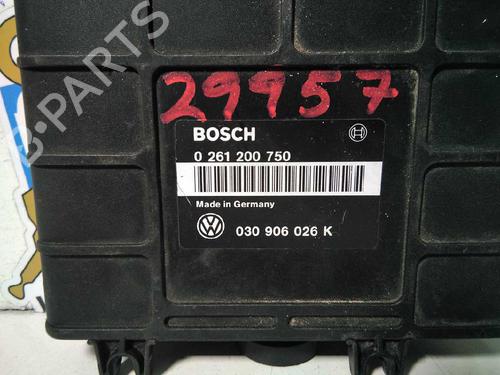 B-PARTS
29957
BOSCH
0 261 200 750
Made in Germany
030 906 026 K